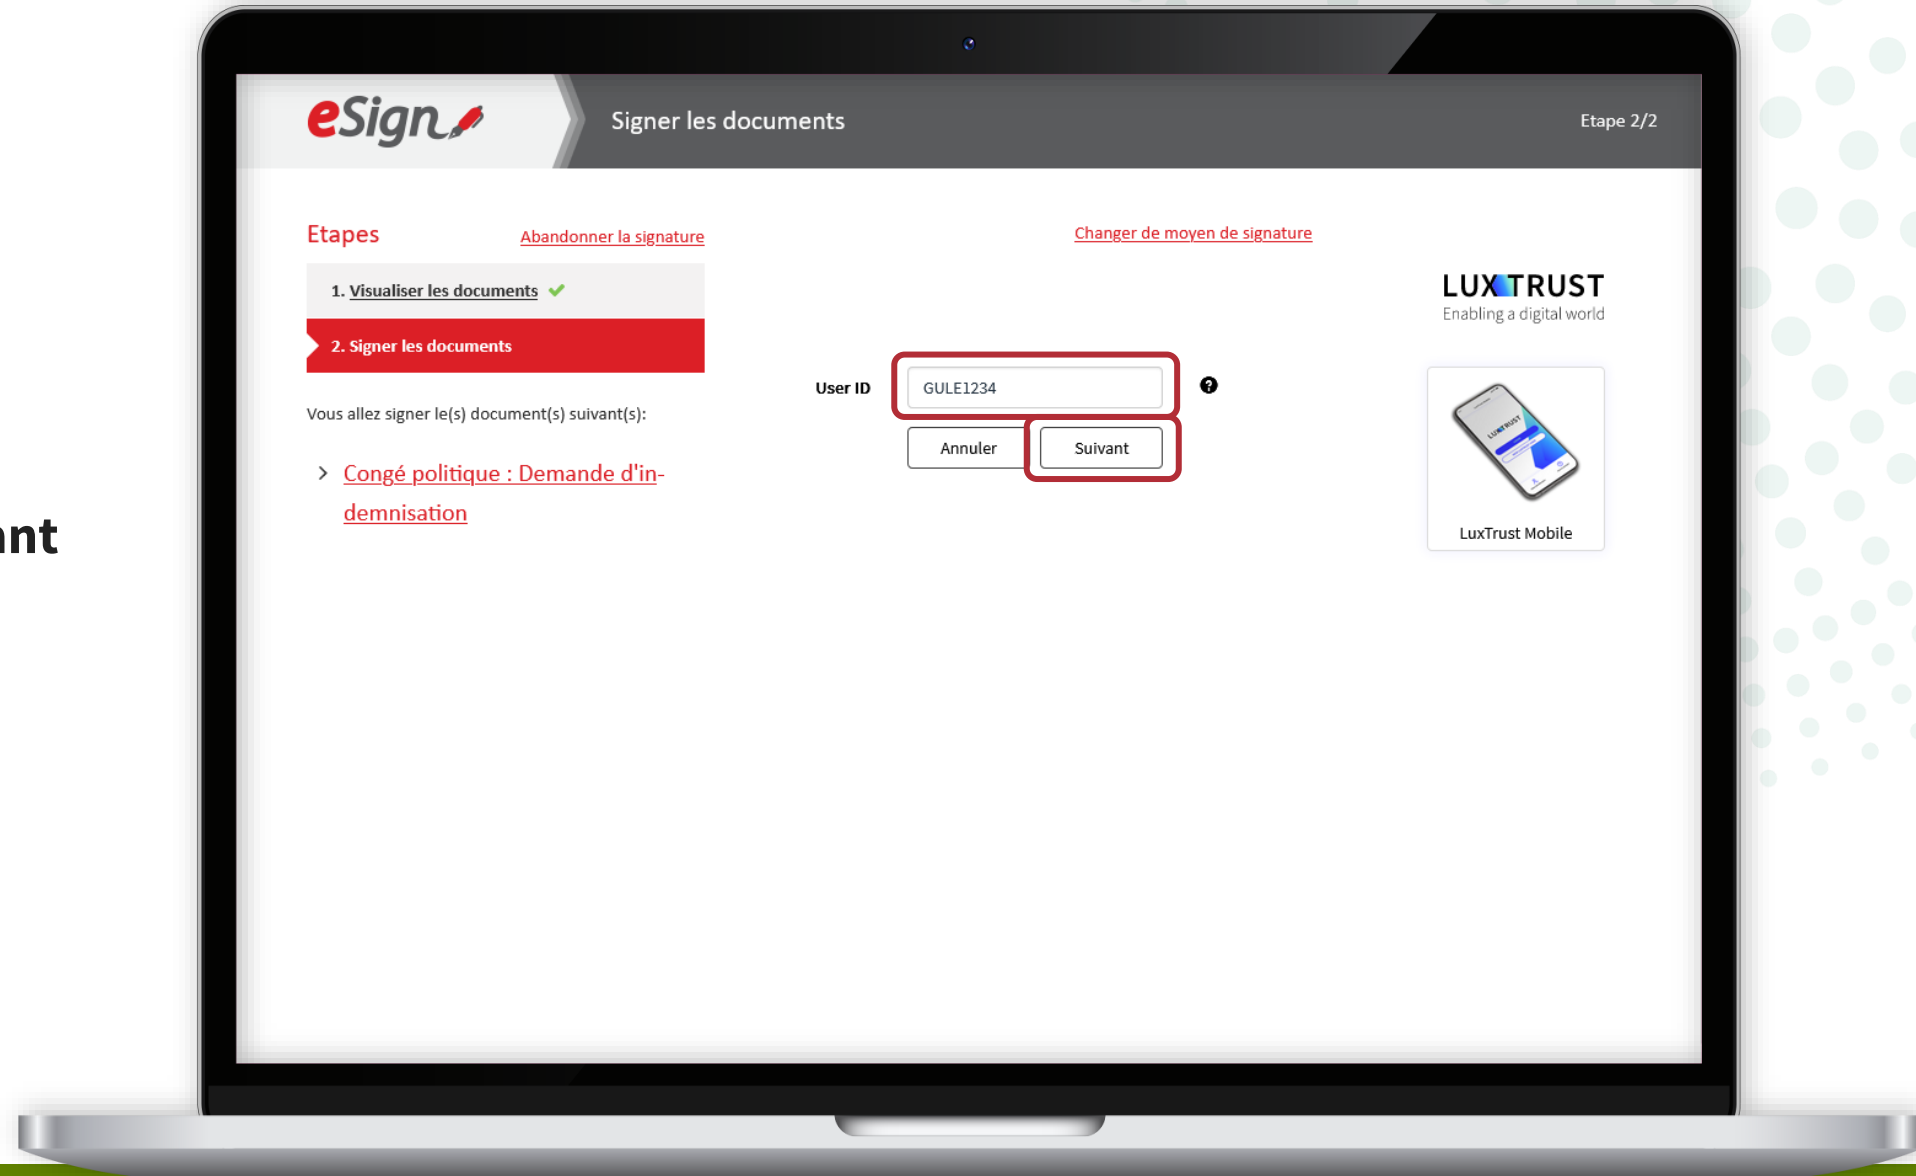 eSign
Signer les documents
Etape 2/2
Etapes
Abandonner la signature
1. Visualiser les documents
2. Signer les documents
Vous allez signer le(s) document(s) suivant(s):
Congé politique : Demande d'in-
demnisation
Changer de moyen de signature
User ID
GULE1234
Annuler
Suivant
LUXTRUST
Enabling a digital world
LUXTRUST
LuxTrust Mobile
ant